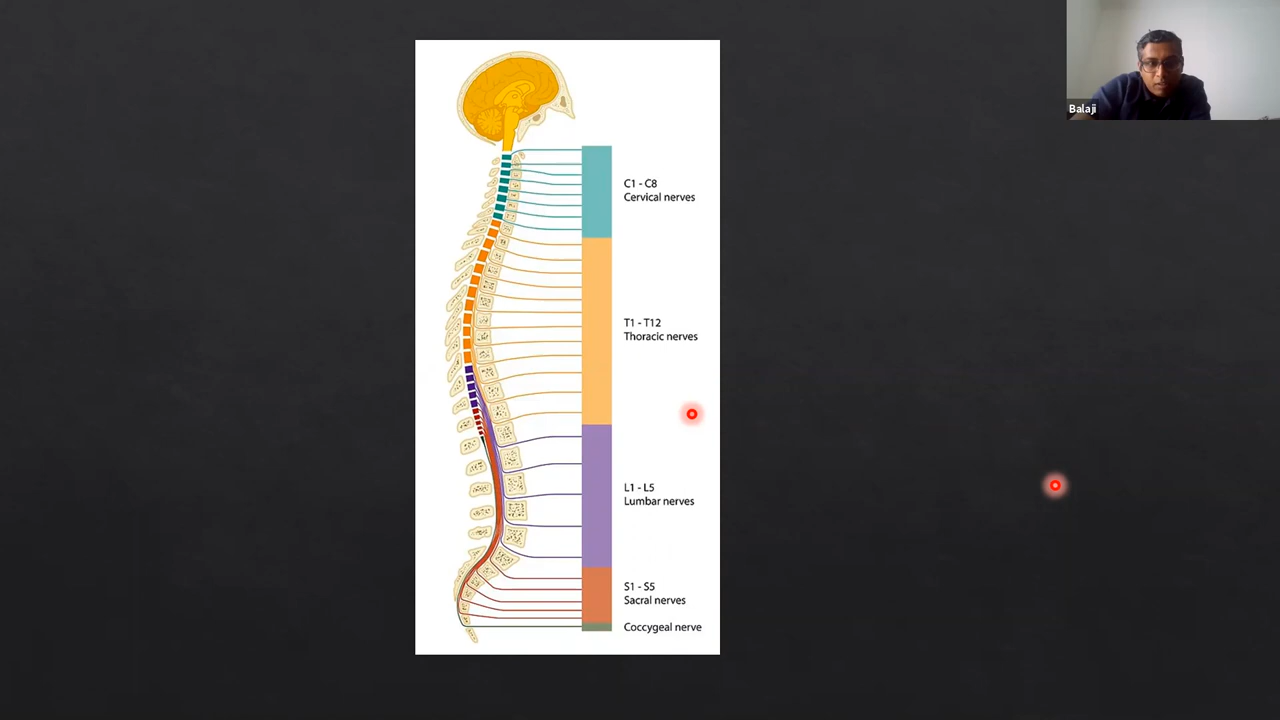 Balaji
C1 - C8
Cervical nerves
T1 - T12
Thoracic nerves
L1 - L5
Lumbar nerves
S1 - S5
Sacral nerves
Coccygeal nerve